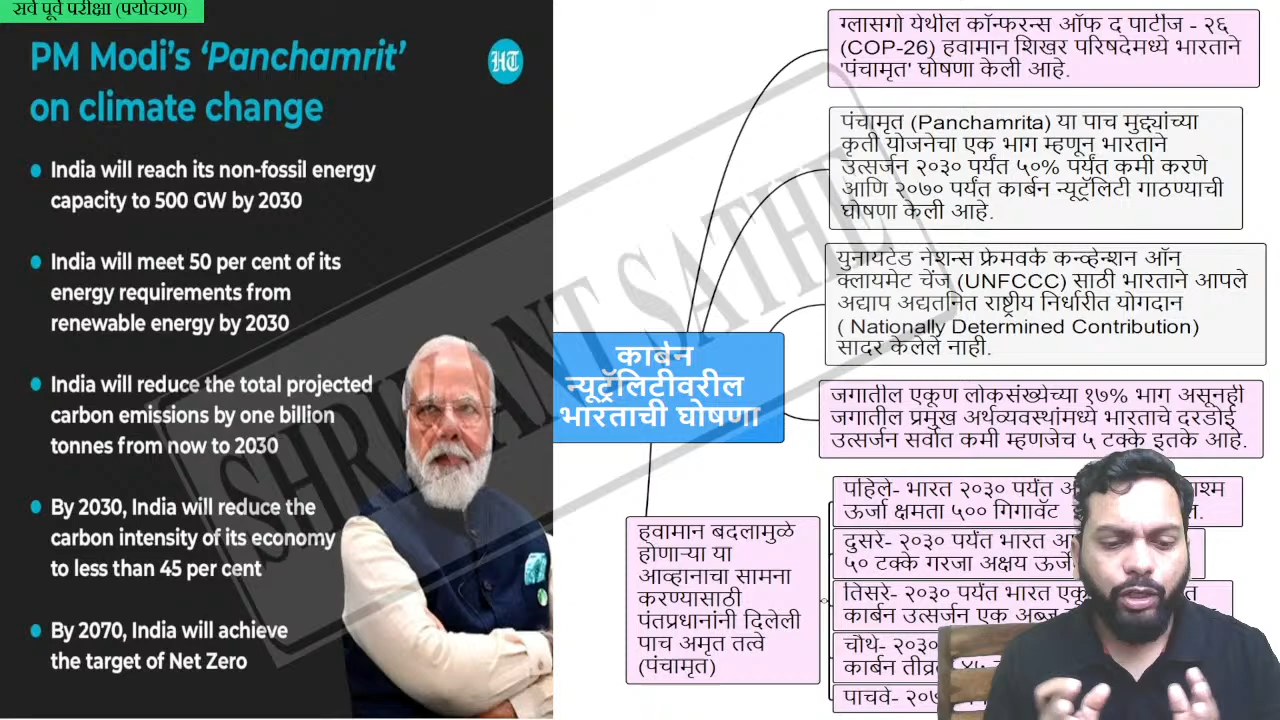 सर्व पूर्व परीक्षा (पर्यावरण)
PM Modi's 'Panchamrit'
on climate change
HT
India will reach its non-fossil energy
capacity to 500 GW by 2030
India will meet 50 per cent of its
energy requirements from
renewable energy by 2030
India will reduce the total projected
carbon emissions by one billion
tonnes from now to 2030
By 2030, India will reduce the
carbon intensity of its economy
to less than 45 per cent
By 2070, India will achieve
the target of Net Zero
SHRIKANT SATHE
कार्बन
न्यूट्रॅलिटीवरील
भारताची घोषणा
ग्लासगो येथील कॉन्फरन्स ऑफ द पार्टीज - २६
(COP-26) हवामान शिखर परिषदेमध्ये भारताने
'पंचामृत' घोषणा केली आहे.
पंचामृत (Panchamrita) या पाच मुद्द्यांच्या
कृती योजनेचा एक भाग म्हणून भारताने
उत्सर्जन २०३० पर्यंत ५०% पर्यंत कमी करणे
आणि २०७० पर्यंत कार्बन न्यूट्रॅलिटी गाठण्याची
घोषणा केली आहे.
युनायटेड नेशन्स फ्रेमवर्क कन्व्हेन्शन ऑन
क्लायमेट चेंज (UNFCCC) साठी भारताने आपले
अद्याप अद्यतनित राष्ट्रीय निर्धारीत योगदान
( Nationally Determined Contribution)
सादर केलेले नाही.
जगातील एकूण लोकसंख्येच्या १७% भाग असूनही
जगातील प्रमुख अर्थव्यवस्थांमध्ये भारताचे दरडोई
उत्सर्जन सर्वात कमी म्हणजेच ५ टक्के इतके आहे.
हवामान बदलामुळे
होणाऱ्या या
आव्हानाचा सामना
करण्यासाठी
पंतप्रधानांनी दिलेली
पाच अमृत तत्वे
(पंचामृत)
पहिले- भारत २०३० पर्यंत
ऊर्जा क्षमता ५०० गिगावॅट
दुसरे- २०३० पर्यंत भारत
५० टक्के गरजा अक्षय
तिसरे- २०३० पर्यंत भारत
कार्बन उत्सर्जन एक
चौथे-
कार्बन
पाचवे-